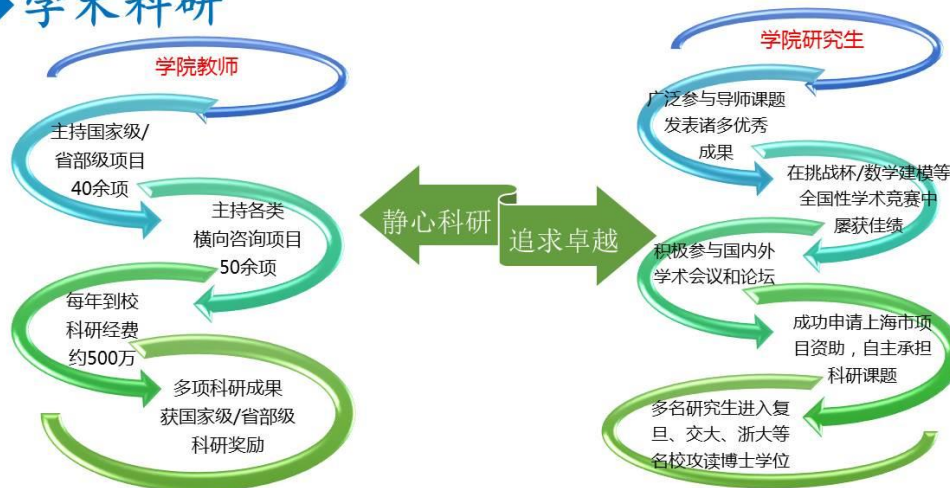 学术科研
学院教师
主持国家级/
省部级项目
40余项
主持各类
横向咨询项目
50余项
每年到校
科研经费
约500万
多项科研成果
获国家级/省部级
科研奖励
静心科研
追求卓越
学院研究生
广泛参与导师课题
发表诸多优秀
成果
在挑战杯/数学建模等
全国性学术竞赛中
屡获佳绩
积极参与国内外
学术会议和论坛
成功申请上海市项
目资助，自主承担
科研课题
多名研究生进入复
旦、交大、浙大等
名校攻读博士学位